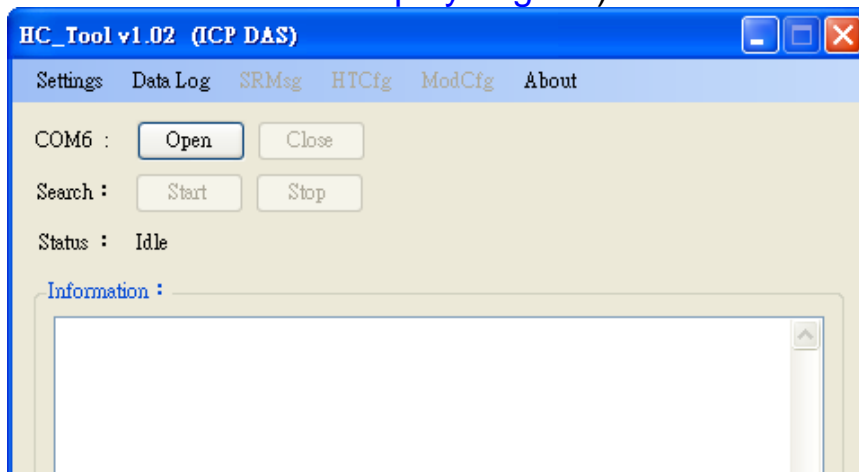 HC_Tool v1.02 (ICP DAS)
Settings Data Log SRMsg HTCfg ModCfg About
COM6 : Open Close
Search : Start Stop
Status : Idle
Information :